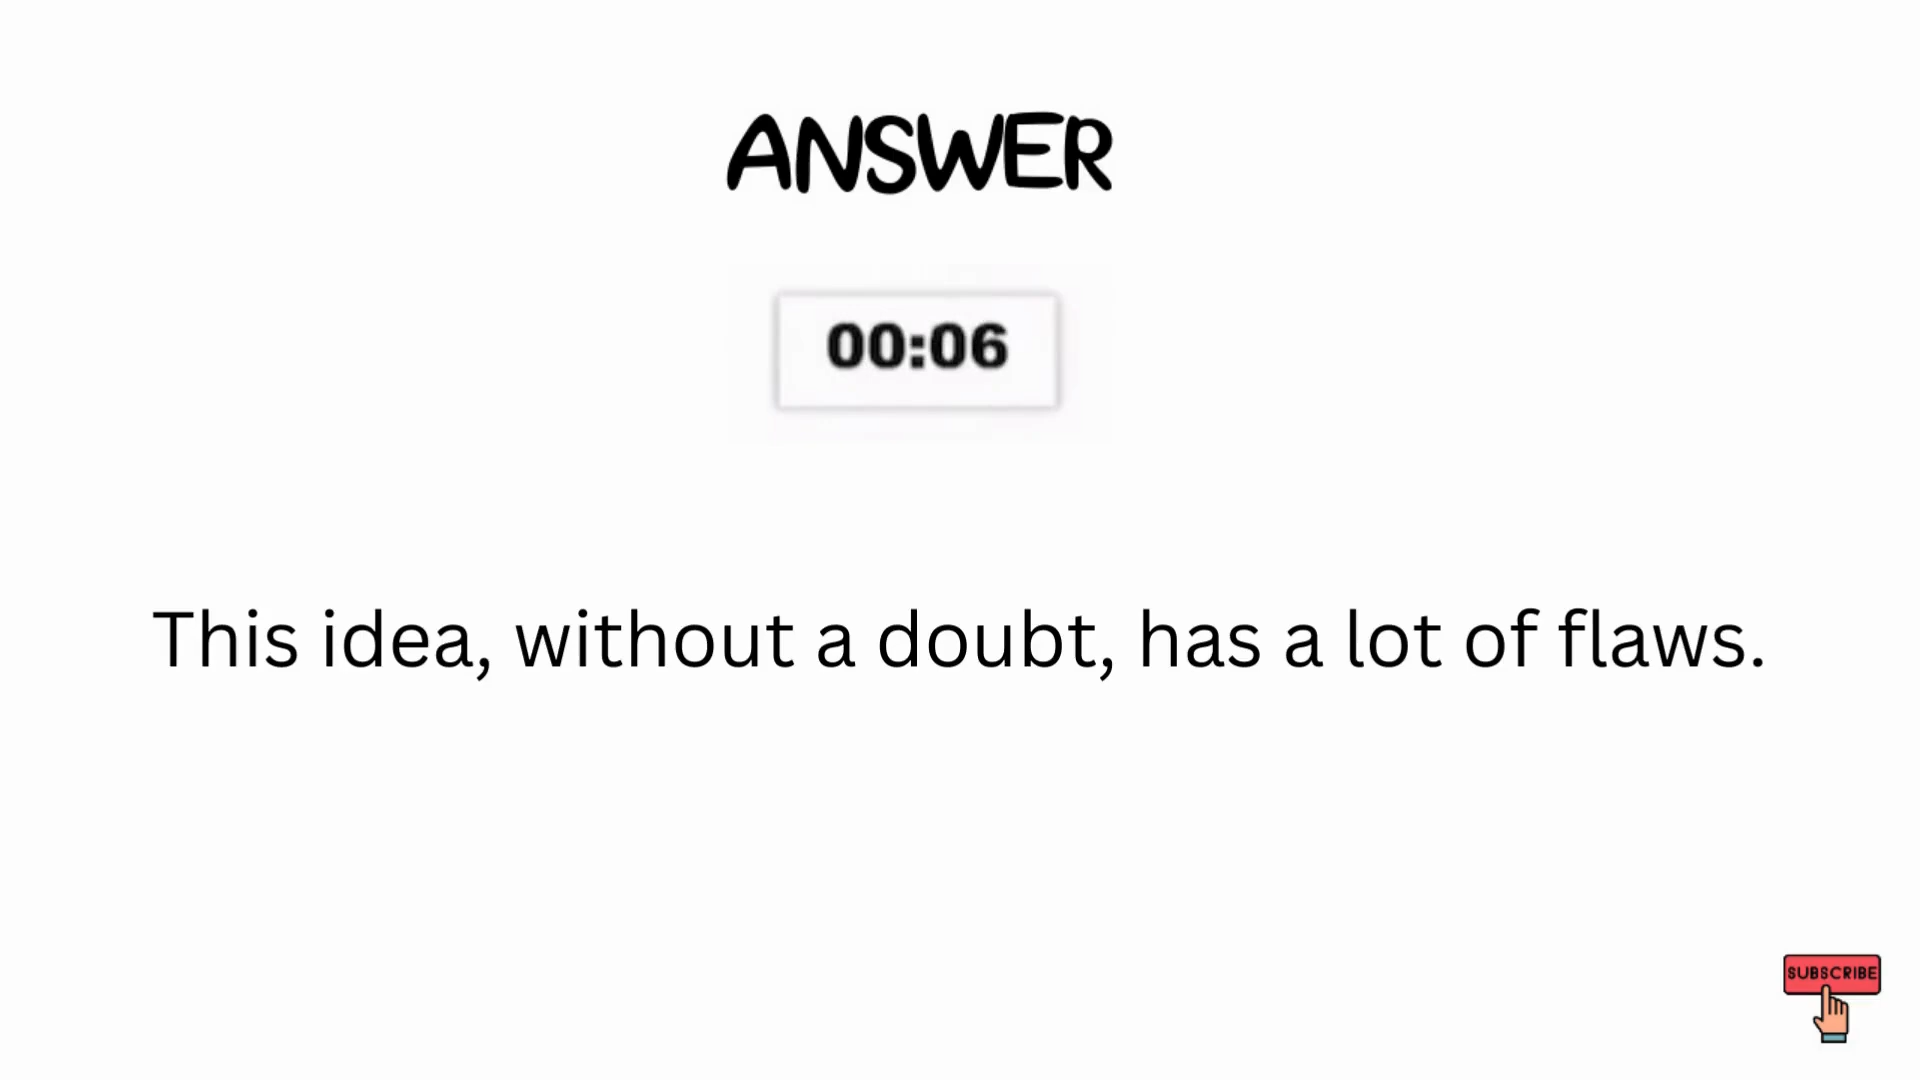 ANSWER
00:06
This idea, without a doubt, has a lot of flaws.
SUBSCRIBE